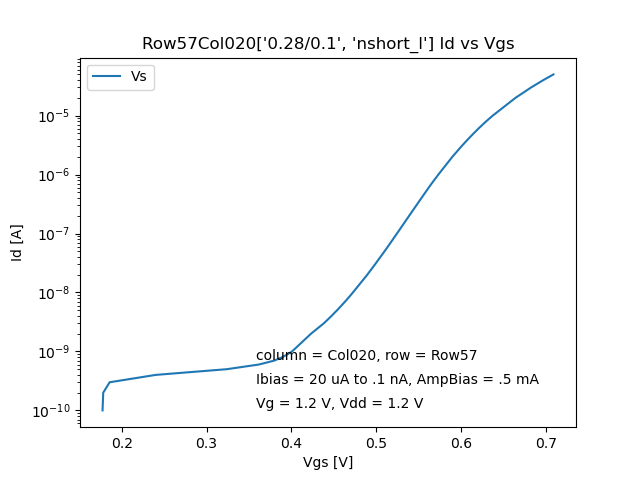 Row57Col020['0.28/0.1', 'nshort_l'] Id vs Vgs
Vs
10⁻⁵
10⁻⁶
10⁻⁷
10⁻⁸
10⁻⁹
10⁻¹⁰
Id [A]
column = Col020, row = Row57
Ibias = 20 uA to .1 nA, AmpBias = .5 mA
Vg = 1.2 V, Vdd = 1.2 V
0.2 0.3 0.4 0.5 0.6 0.7
Vgs [V]